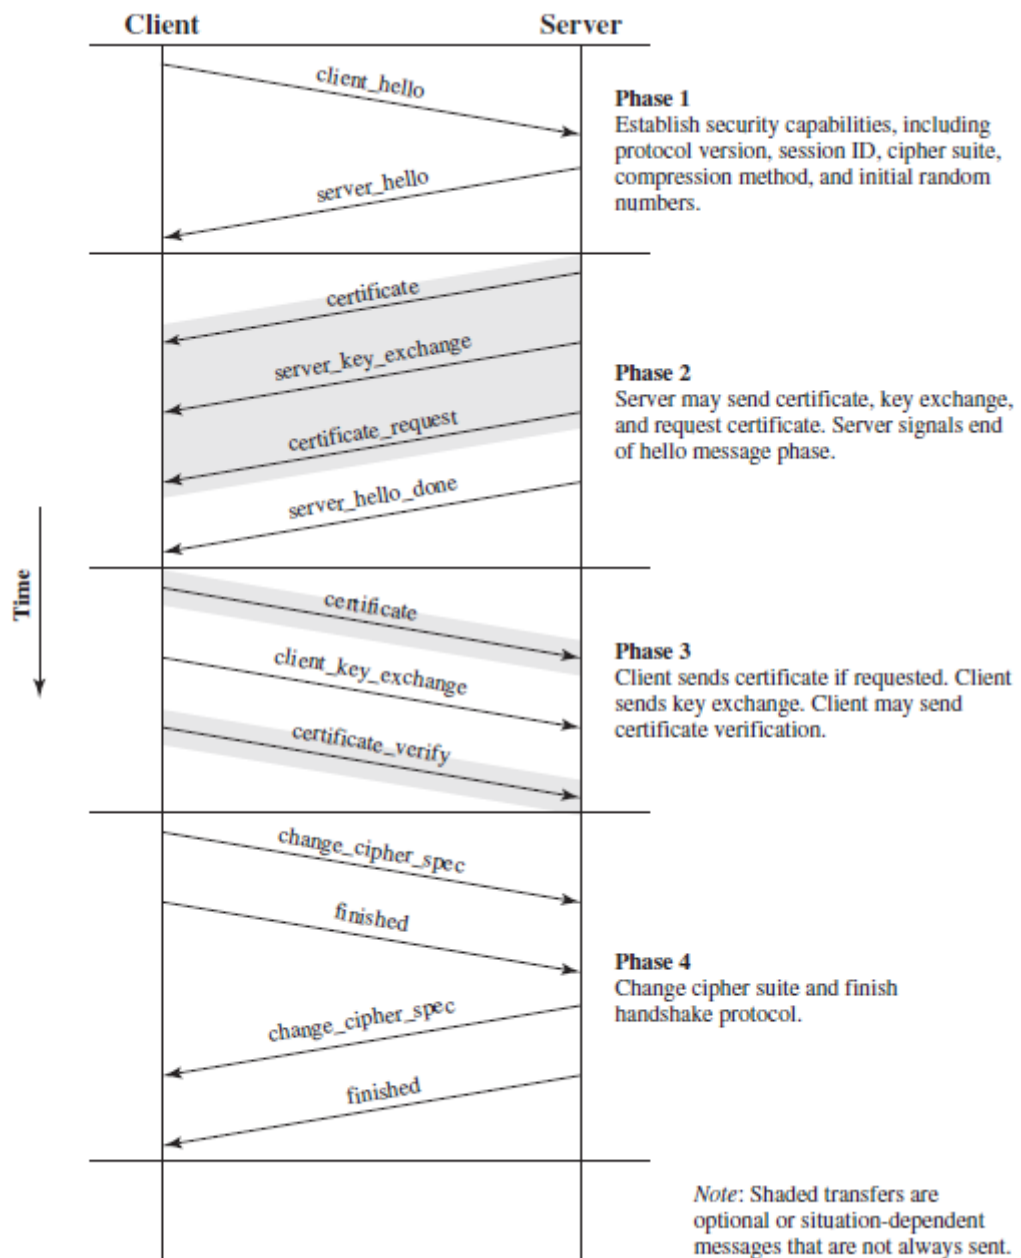 Client
Server
client_hello
server_hello
Phase 1
Establish security capabilities, including
protocol version, session ID, cipher suite,
compression method, and initial random
numbers.
certificate
server_key_exchange
certificate_request
server_hello_done
Phase 2
Server may send certificate, key exchange,
and request certificate. Server signals end
of hello message phase.
Time
certificate
client_key_exchange
certificate_verify
Phase 3
Client sends certificate if requested. Client
sends key exchange. Client may send
certificate verification.
change_cipher_spec
finished
change_cipher_spec
finished
Phase 4
Change cipher suite and finish
handshake protocol.
Note: Shaded transfers are
optional or situation-dependent
messages that are not always sent.